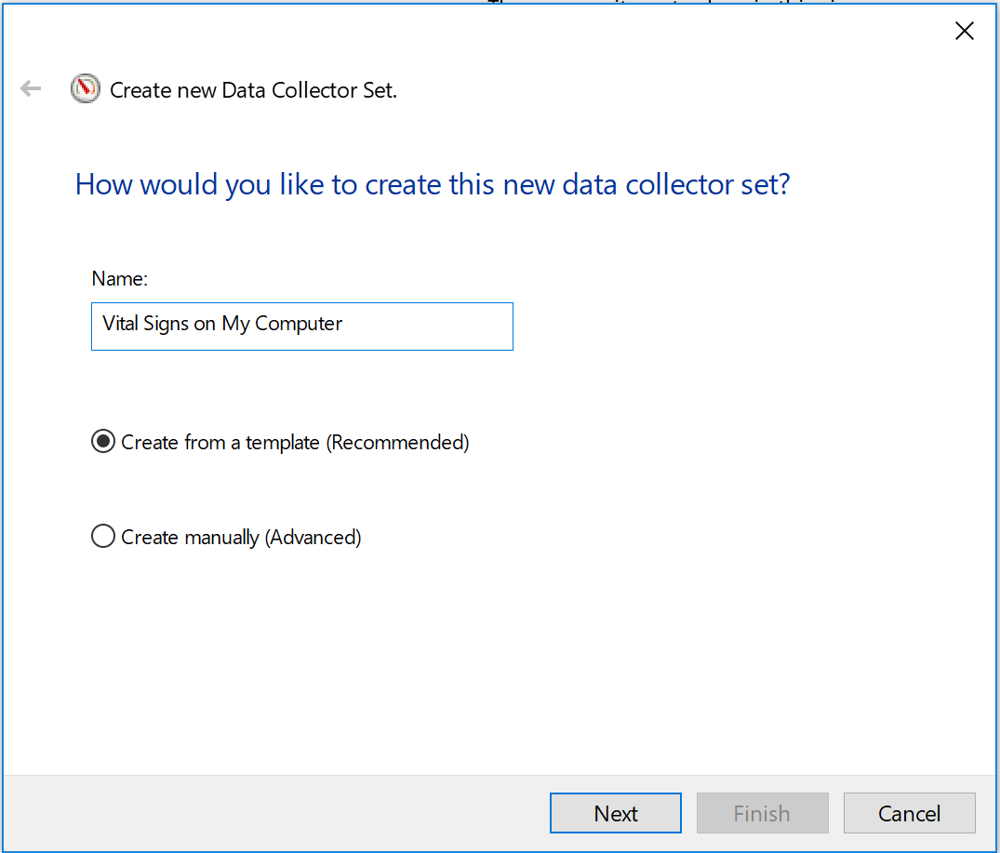 Create new Data Collector Set.
How would you like to create this new data collector set?
Name:
Vital Signs on My Computer
Create from a template (Recommended)
Create manually (Advanced)
Next
Finish
Cancel